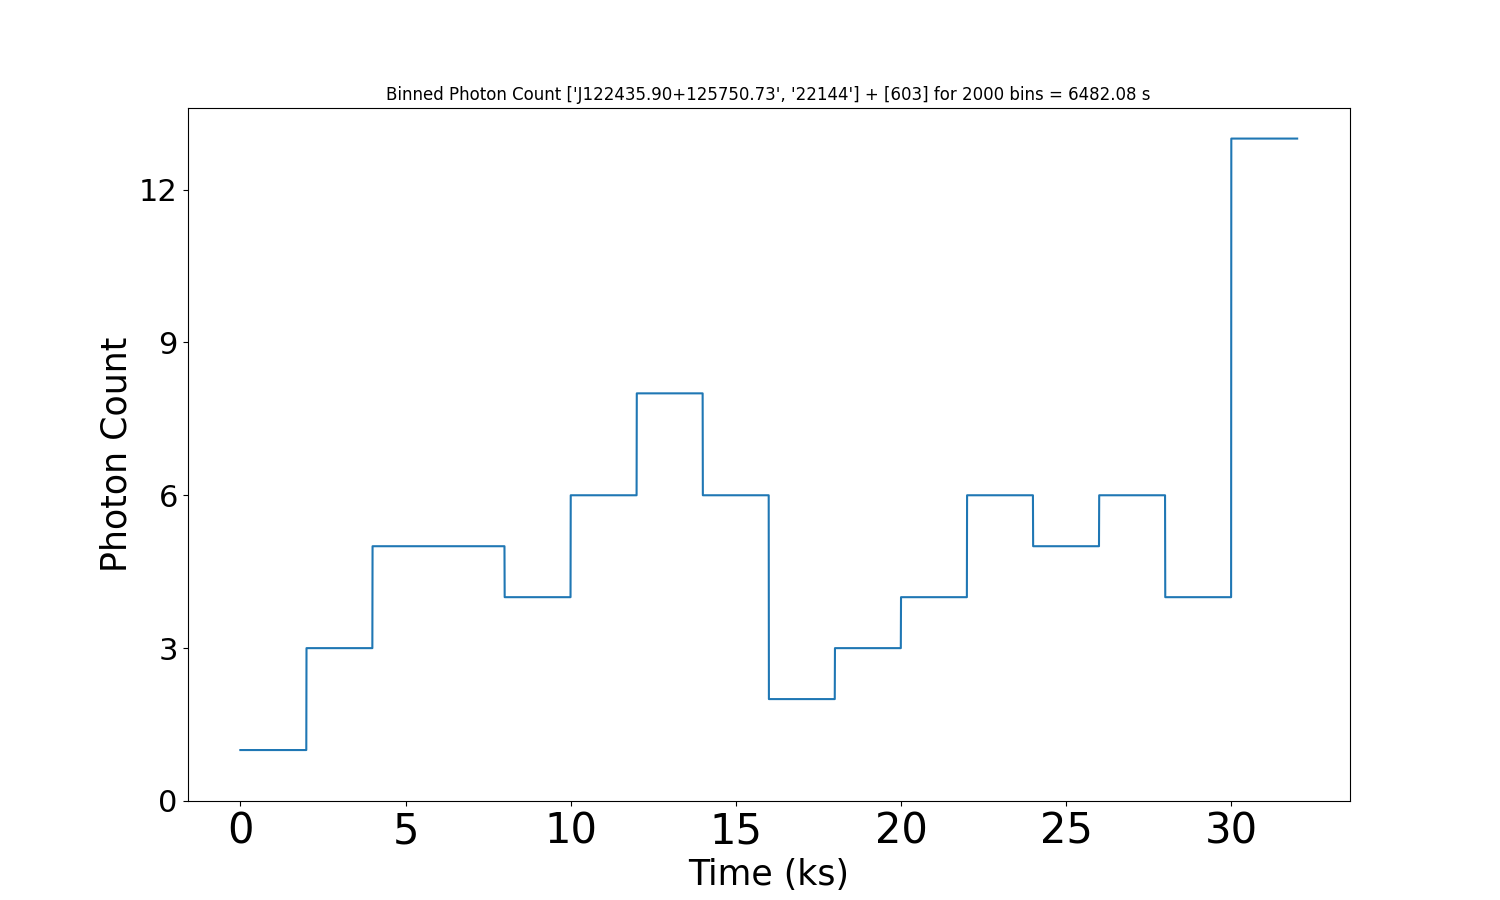 Binned Photon Count ['J122435.90+125750.73', '22144'] + [603] for 2000 bins = 6482.08 s
Photon Count
12
9
6
3
0
0 5 10 15 20 25 30
Time (ks)